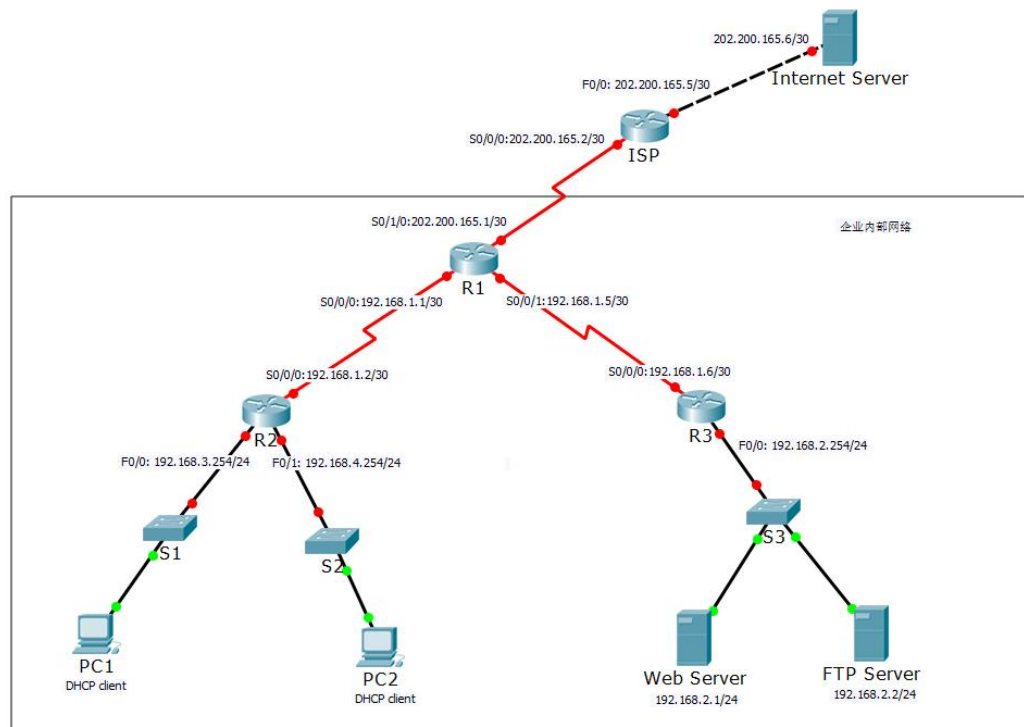 202.200.165.6/30
Internet Server
F0/0: 202.200.165.5/30
S0/0/0:202.200.165.2/30
ISP
S0/1/0:202.200.165.1/30
企业内部网络
R1
S0/0/0:192.168.1.1/30
S0/0/1:192.168.1.5/30
S0/0/0:192.168.1.2/30
S0/0/0:192.168.1.6/30
R2
R3
F0/0: 192.168.3.254/24
F0/1: 192.168.4.254/24
F0/0: 192.168.2.254/24
S1
S2
S3
PC1
DHCP client
PC2
DHCP client
Web Server
192.168.2.1/24
FTP Server
192.168.2.2/24